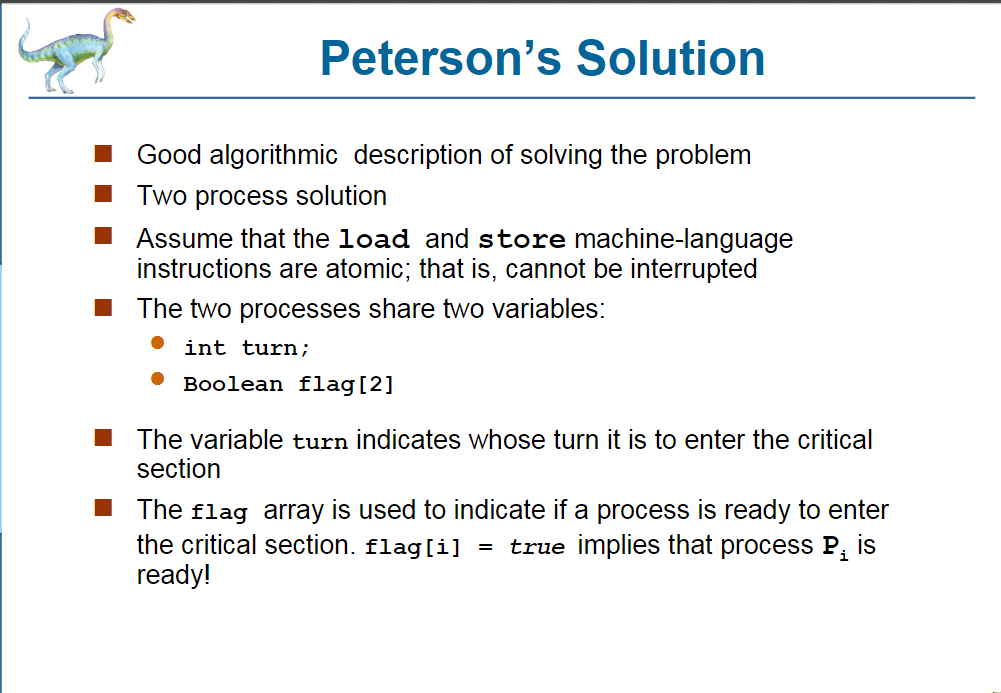 Peterson’s Solution
Good algorithmic description of solving the problem
Two process solution
Assume that the load and store machine-language
instructions are atomic; that is, cannot be interrupted
The two processes share two variables:
int turn;
Boolean flag[2]
The variable turn indicates whose turn it is to enter the critical
section
The flag array is used to indicate if a process is ready to enter
the critical section. flag[i] = true implies that process Pi is
ready!